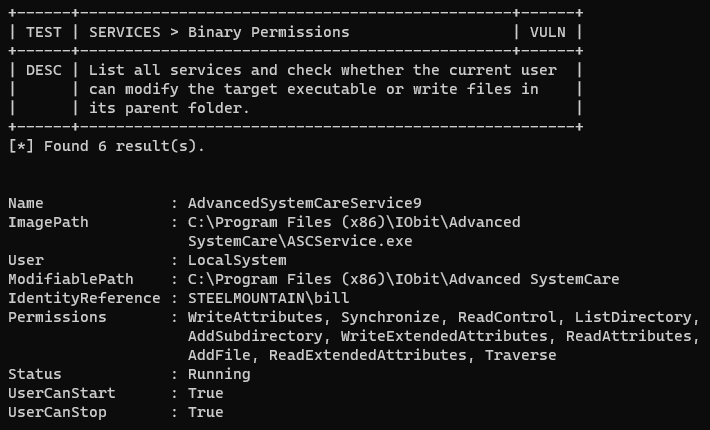 +------+------------------------------------------------+------+
| TEST | SERVICES > Binary Permissions                  | VULN |
+------+------------------------------------------------+------+
| DESC | List all services and check whether the current user  |
|      | can modify the target executable or write files in    |
|      | its parent folder.                                    |
+------+-------------------------------------------------------+
[*] Found 6 result(s).
Name              : AdvancedSystemCareService9
ImagePath         : C:\Program Files (x86)\IObit\Advanced
                    SystemCare\ASCService.exe
User              : LocalSystem
ModifiablePath    : C:\Program Files (x86)\IObit\Advanced SystemCare
IdentityReference : STEELMOUNTAIN\bill
Permissions       : WriteAttributes, Synchronize, ReadControl, ListDirectory,
                    AddSubdirectory, WriteExtendedAttributes, ReadAttributes,
                    AddFile, ReadExtendedAttributes, Traverse
Status            : Running
UserCanStart      : True
UserCanStop       : True